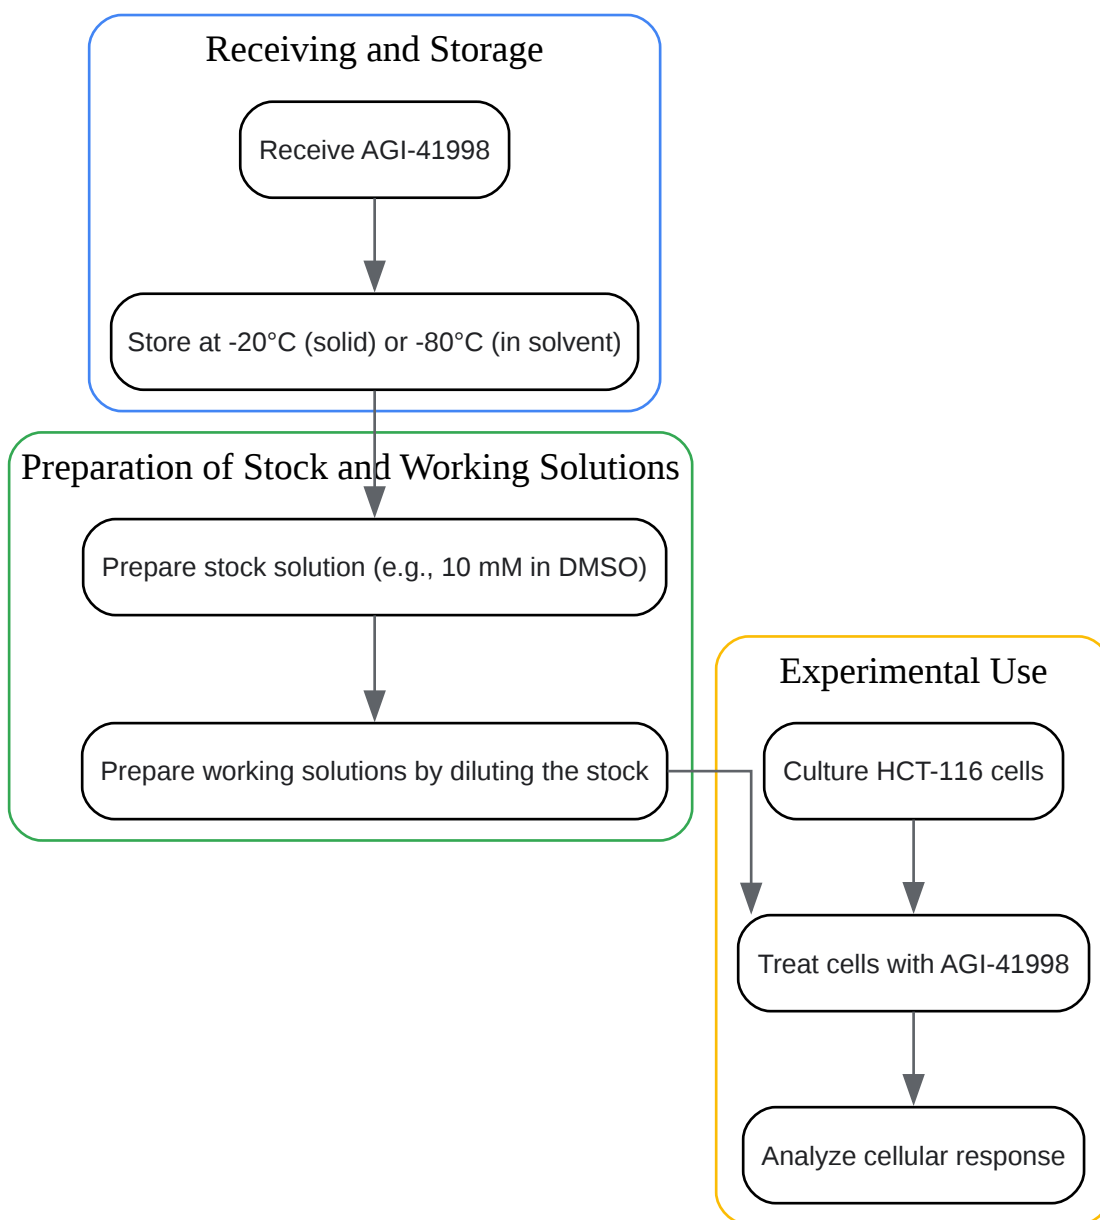 Receiving and Storage
Receive AGI-41998
Store at -20°C (solid) or -80°C (in solvent)
Preparation of Stock and Working Solutions
Prepare stock solution (e.g., 10 mM in DMSO)
Prepare working solutions by diluting the stock
Experimental Use
Culture HCT-116 cells
Treat cells with AGI-41998
Analyze cellular response